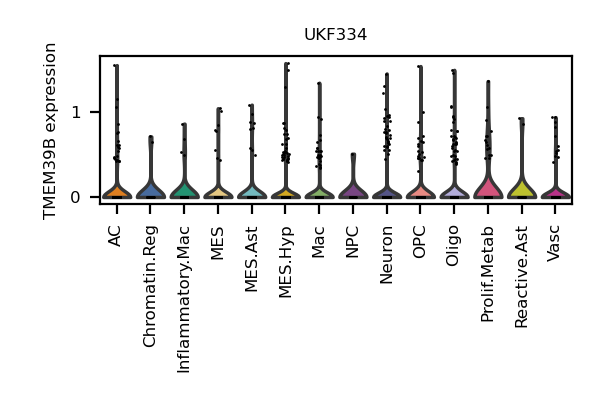 UKF334
TMEM39B expression
1
0
AC
Chromatin.Reg
Inflammatory.Mac
MES
MES.Ast
MES.Hyp
Mac
NPC
Neuron
OPC
Oligo
Prolif.Metab
Reactive.Ast
Vasc